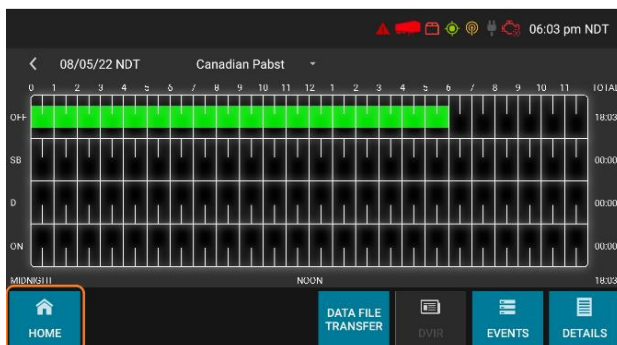 06:03 pm NDT
08/05/22 NDT Canadian Pabst
0 1 2 3 4 5 6 7 8 9 10 11 12 1 2 3 4 5 6 7 8 9 10 11 TOTAL
OFF 18:03
SB 00:00
D 00:00
ON 00:00
MIDNIGHT NOON 18:03
HOME DATA FILE TRANSFER DVIR EVENTS DETAILS